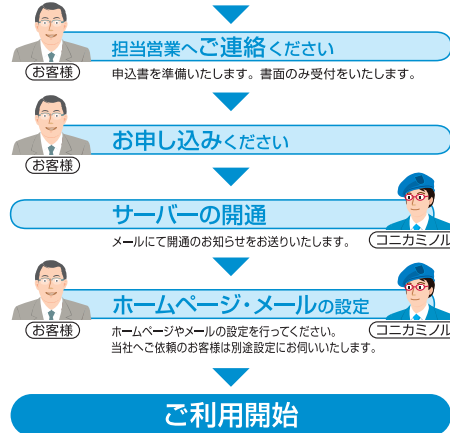 担当営業へご連絡ください
お客様
申込書を準備いたします。書面のみ受付をいたします。
お申し込みください
お客様
サーバーの開通
メールにて開通のお知らせをお送りいたします。
コニカミノル
ホームページ・メールの設定
お客様
ホームページやメールの設定を行ってください。
コニカミノル
当社へご依頼のお客様は別途設定にお伺いいたします。
ご利用開始